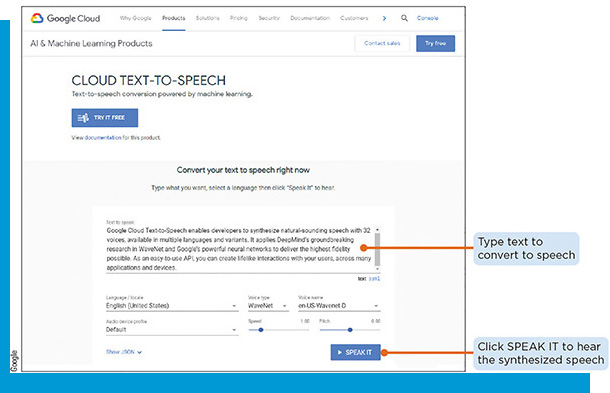 Google Cloud Why Google Products Solutions Pricing Security Documentation Customers Console
AI & Machine Learning Products Contact sales Try free
CLOUD TEXT-TO-SPEECH
Text-to-speech conversion powered by machine learning.
TRY IT FREE
View documentation for this product.
Convert your text to speech right now
Type what you want, select a language then click "Speak It" to hear.
Text to speak:
Google Cloud Text-to-Speech enables developers to synthesize natural-sounding speech with 32
voices, available in multiple languages and variants. It applies DeepMind's groundbreaking
research in WaveNet and Google's powerful neural networks to deliver the highest fidelity
possible. As an easy-to-use API, you can create lifelike interactions with your users, across many
applications and devices.
text ssml
Type text to
convert to speech
Language / locale Voice type Voice name
English (United States) WaveNet en-US-Wavenet-D
Audio device profile Speed 1.00 Pitch 0.00
Default
Show JSON SPEAK IT
Click SPEAK IT to hear
the synthesized speech
Google